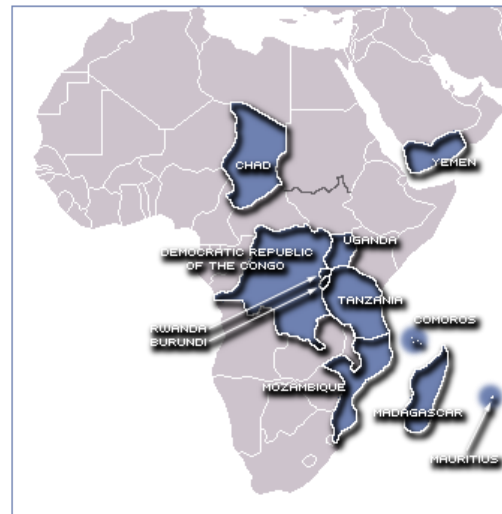 CHAD
YEMEN
UGANDA
DEMOCRATIC REPUBLIC
OF THE CONGO
TANZANIA
COMOROS
RWANDA
BURUNDI
MOZAMBIQUE
MADAGASCAR
MAURITIUS